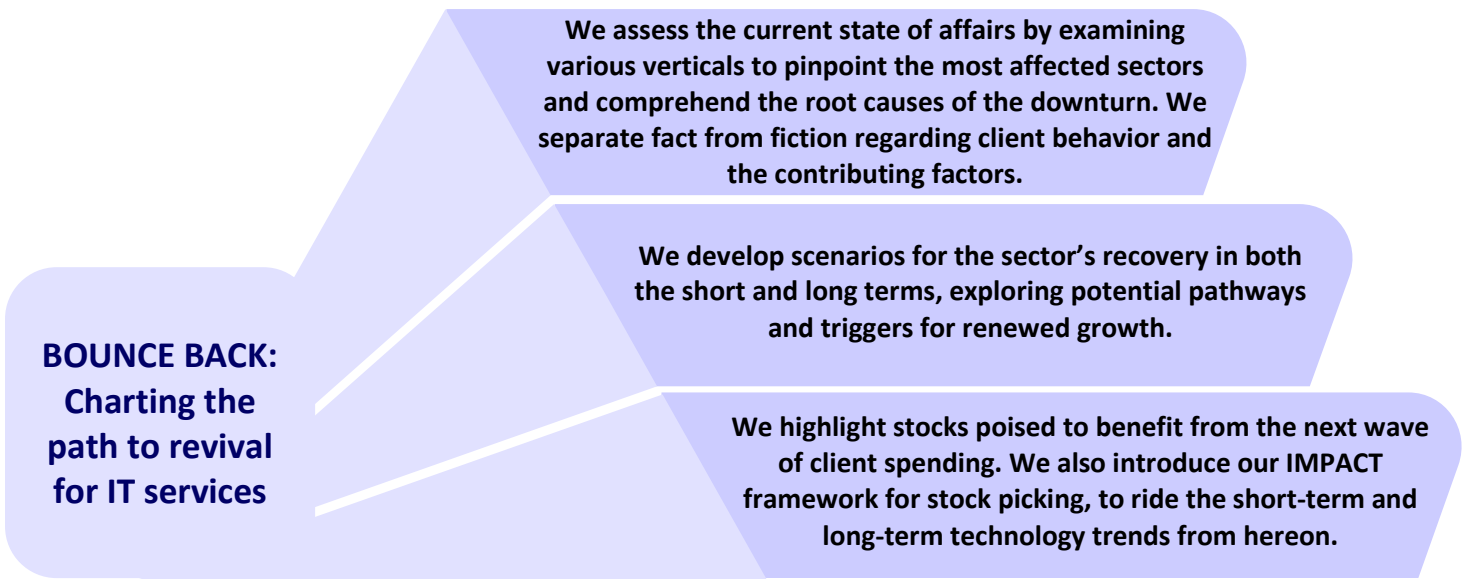 We assess the current state of affairs by examining
various verticals to pinpoint the most affected sectors
and comprehend the root causes of the downturn. We
separate fact from fiction regarding client behavior and
the contributing factors.
We develop scenarios for the sector’s recovery in both
the short and long terms, exploring potential pathways
and triggers for renewed growth.
BOUNCE BACK:
Charting the
path to revival
for IT services
We highlight stocks poised to benefit from the next wave
of client spending. We also introduce our IMPACT
framework for stock picking, to ride the short-term and
long-term technology trends from hereon.